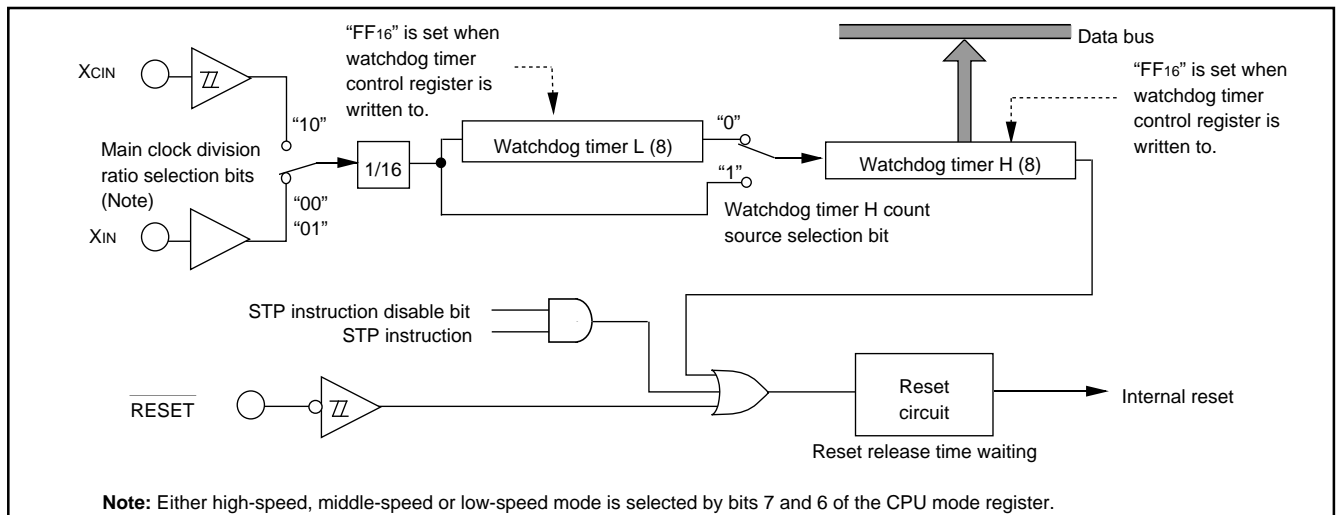 “FF16” is set when
watchdog timer
control register is
written to.
Data bus
“FF16” is set when
watchdog timer
control register is
written to.
XCIN
“10”
Main clock division
ratio selection bits
(Note)
“00”
“01”
XIN
1/16
Watchdog timer L (8)
“0”
“1”
Watchdog timer H count
source selection bit
Watchdog timer H (8)
STP instruction disable bit
STP instruction
RESET
Reset
circuit
Internal reset
Reset release time waiting
Note: Either high-speed, middle-speed or low-speed mode is selected by bits 7 and 6 of the CPU mode register.